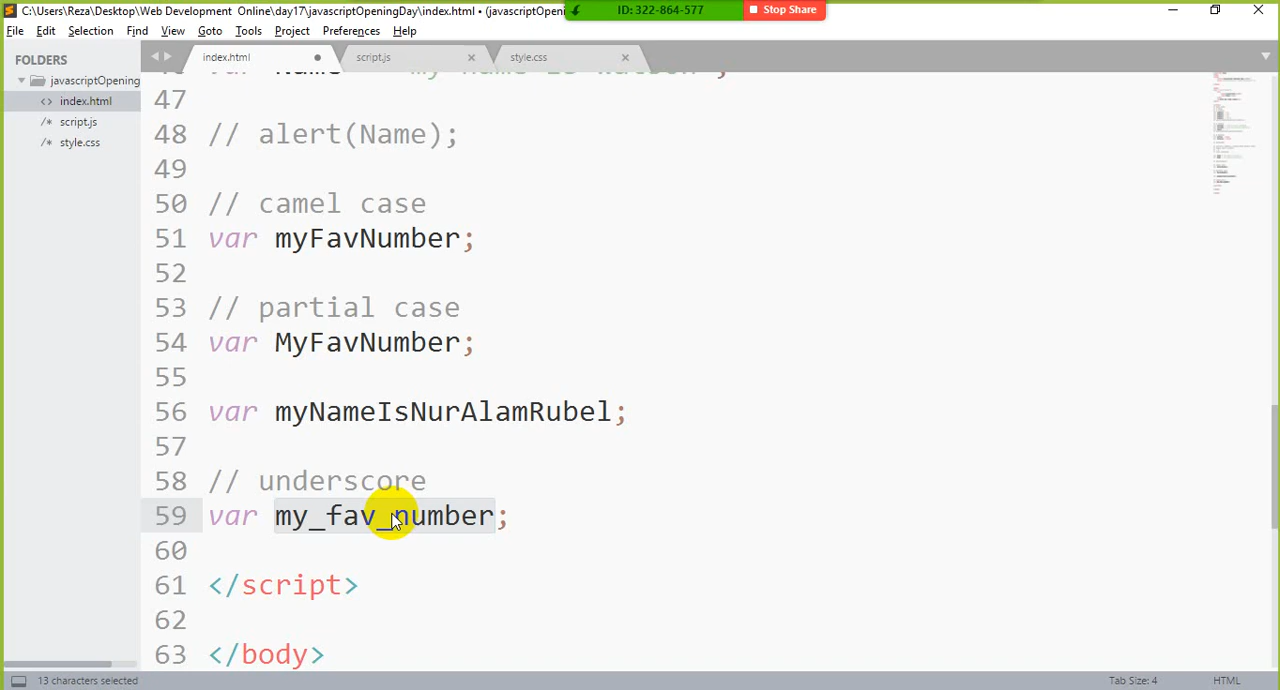 C:\Users\Reza\Desktop\Web Development Online\day17\javascriptOpeningDay\index.html • (javascriptOpeni
ID: 322-864-577
Stop Share
File Edit Selection Find View Goto Tools Project Preferences Help
FOLDERS
javascriptOpening
<> index.html
/* script.js
/* style.css
index.html
script.js
style.css
47
48 // alert(Name);
49
50 // camel case
51 var myFavNumber;
52
53 // partial case
54 var MyFavNumber;
55
56 var myNameIsNurAlamRubel;
57
58 // underscore
59 var my_fav_number;
60
61 </script>
62
63 </body>
13 characters selected
Tab Size: 4
HTML